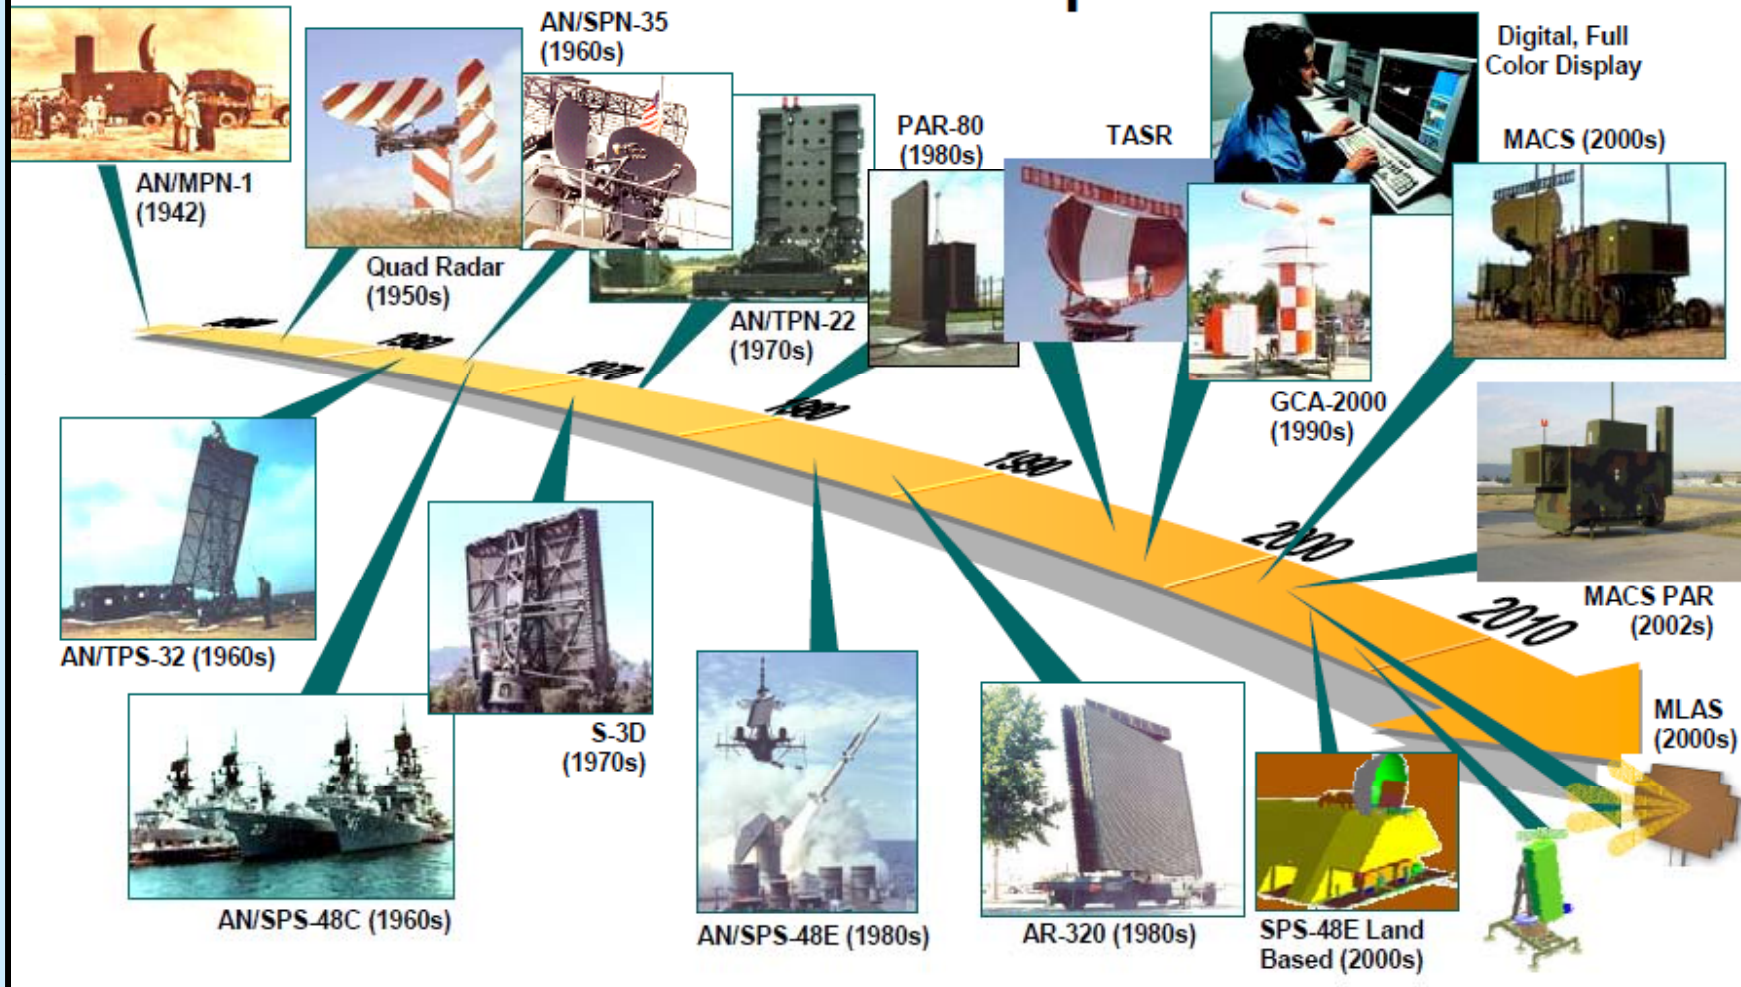 AN/SPN-35
(1960s)
Digital, Full
Color Display
PAR-80
(1980s)
TASR
MACS (2000s)
AN/MPN-1
(1942)
Quad Radar
(1950s)
AN/TPN-22
(1970s)
1970
1980
1990
2000
2010
GCA-2000
(1990s)
MACS PAR
(2002s)
AN/TPS-32 (1960s)
S-3D
(1970s)
MLAS
(2000s)
AN/SPS-48C (1960s)
AN/SPS-48E (1980s)
AR-320 (1980s)
SPS-48E Land
Based (2000s)